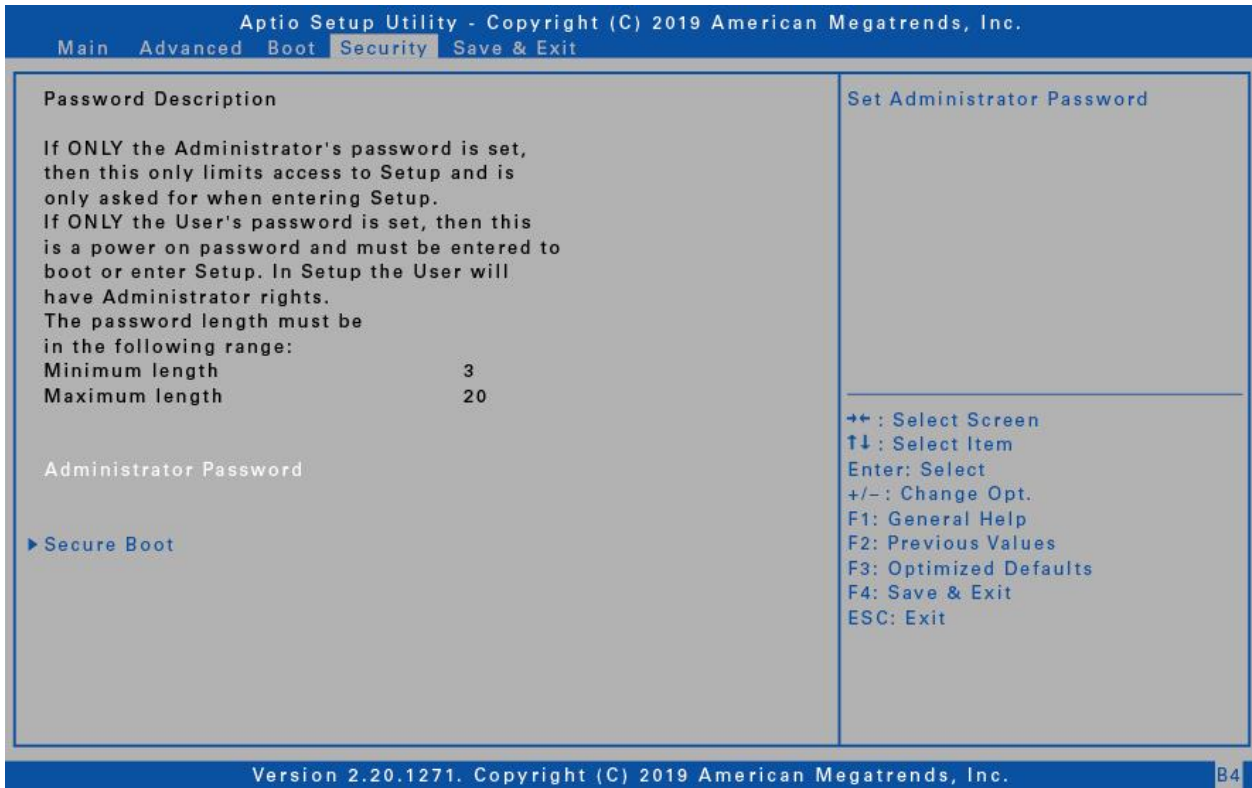 Aptio Setup Utility - Copyright (C) 2019 American Megatrends, Inc.
Main Advanced Boot Security Save & Exit
Password Description
If ONLY the Administrator's password is set,
then this only limits access to Setup and is
only asked for when entering Setup.
If ONLY the User's password is set, then this
is a power on password and must be entered to
boot or enter Setup. In Setup the User will
have Administrator rights.
The password length must be
in the following range:
Minimum length 3
Maximum length 20
Administrator Password
▶ Secure Boot
Set Administrator Password
→← : Select Screen
↑↓ : Select Item
Enter: Select
+/– : Change Opt.
F1: General Help
F2: Previous Values
F3: Optimized Defaults
F4: Save & Exit
ESC: Exit
Version 2.20.1271. Copyright (C) 2019 American Megatrends, Inc.
B4